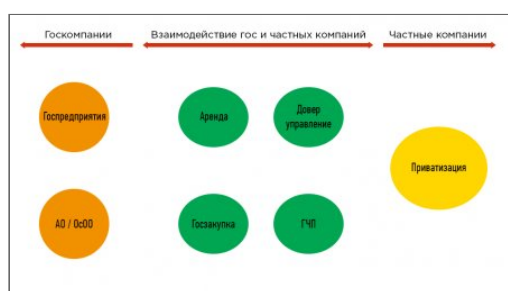 Госкомпании
Взаимодействие гос и частных компаний
Частные компании
Госпредприятия
Аренда
Довер
управление
Приватизация
АО / ОсОО
Госзакупка
ГЧП